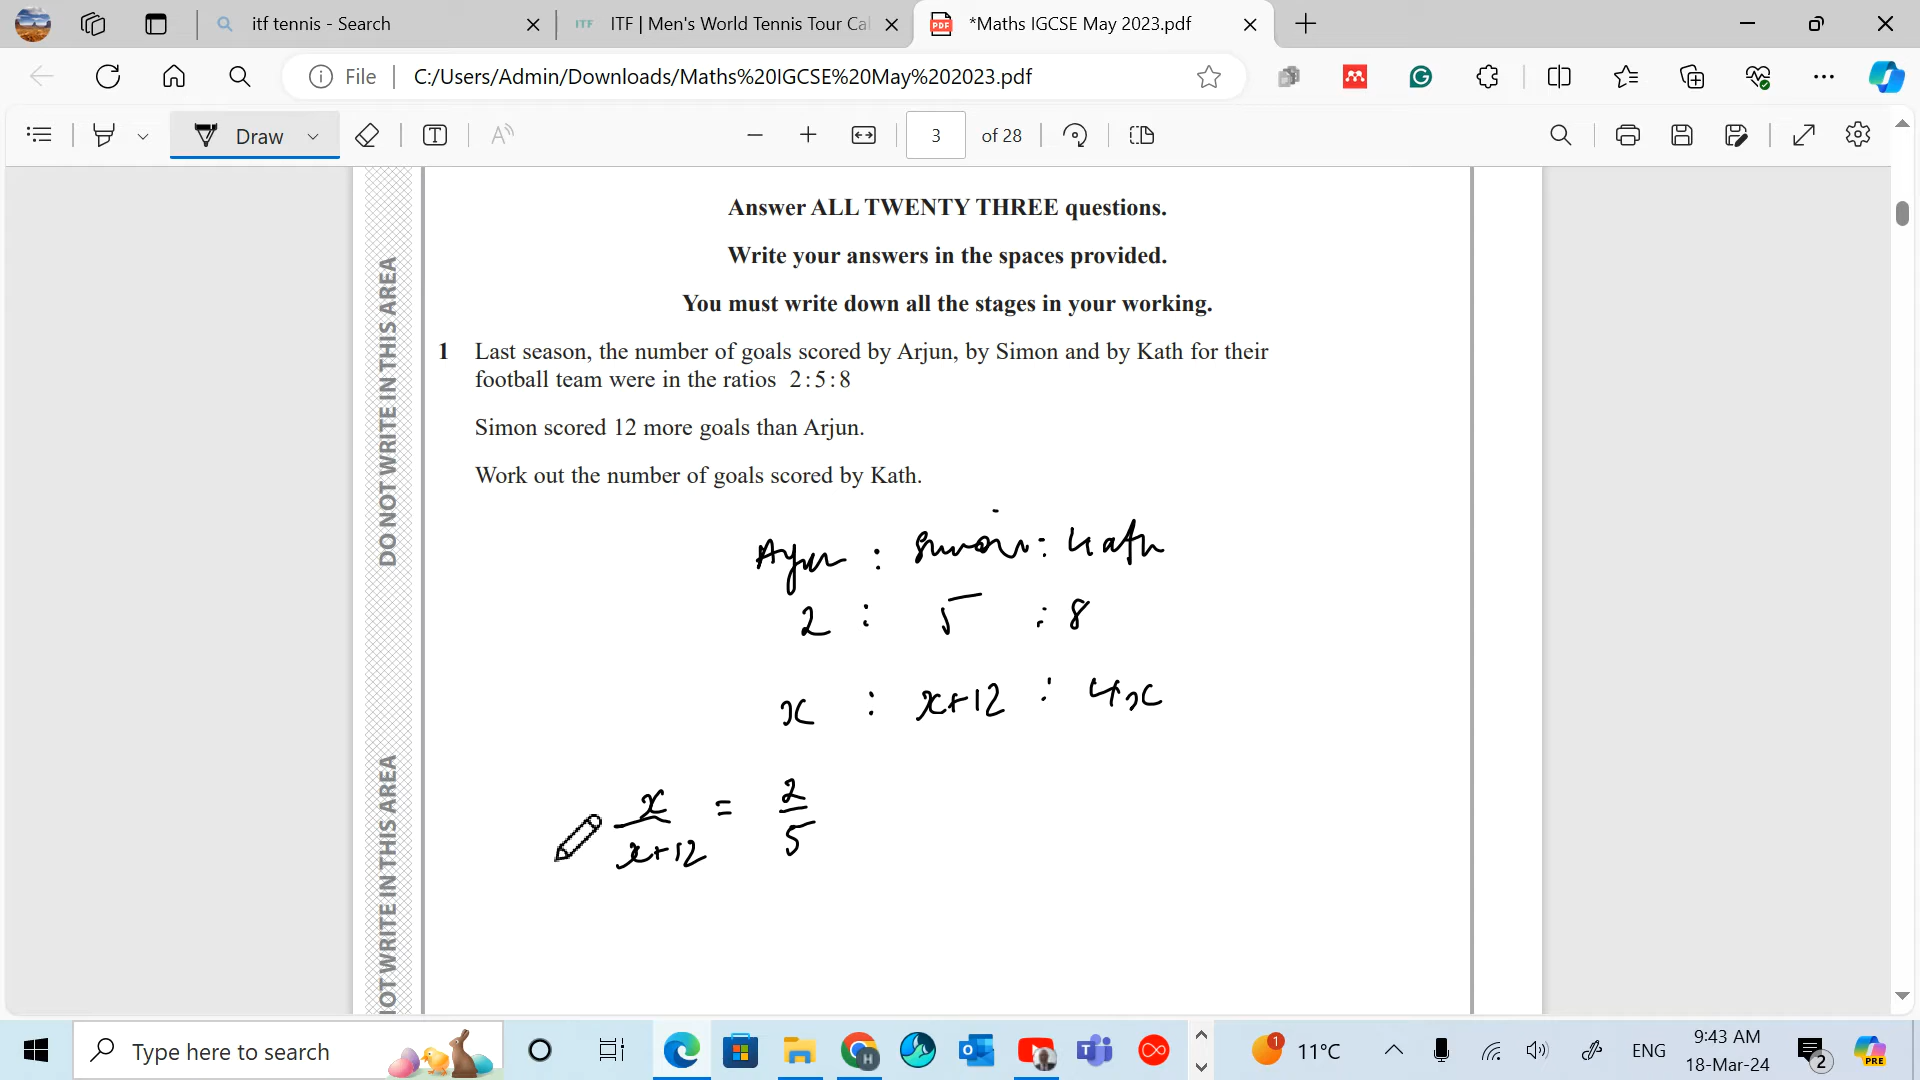 itf tennis - Search
ITF | Men's World Tennis Tour Cal
*Maths IGCSE May 2023.pdf
File
C:/Users/Admin/Downloads/Maths%20IGCSE%20May%202023.pdf
Draw
3
of 28
Answer ALL TWENTY THREE questions.
Write your answers in the spaces provided.
You must write down all the stages in your working.
1 Last season, the number of goals scored by Arjun, by Simon and by Kath for their
football team were in the ratios 2 : 5 : 8
Simon scored 12 more goals than Arjun.
Work out the number of goals scored by Kath.
: Simon : Kath
2 : 5 : 8
x : x+12 : 4x
x/x+12 = 2/5
DO NOT WRITE IN THIS AREA
OT WRITE IN THIS AREA
Type here to search
1
11°C
ENG
9:43 AM
18-Mar-24
2
PRE